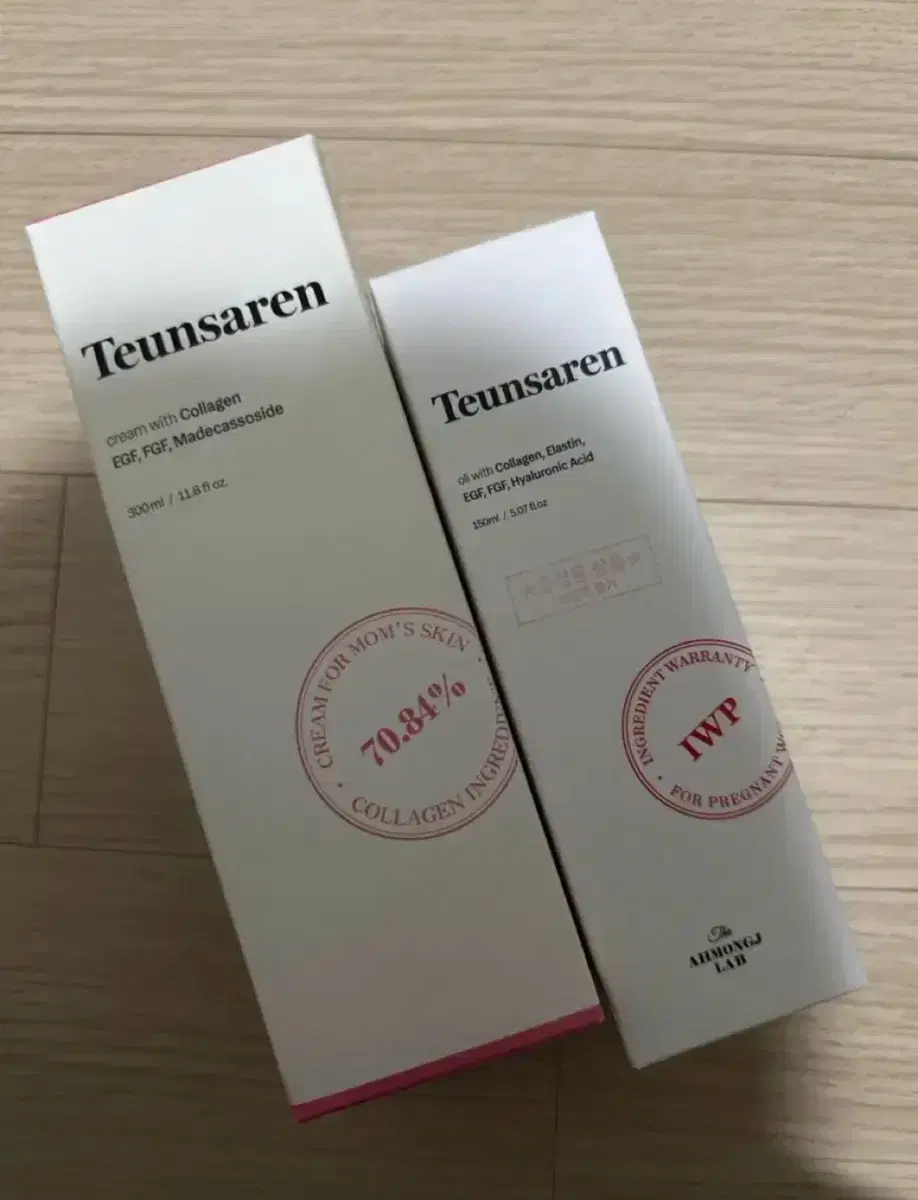 Teunsaren
cream with Collagen
EGF, FGF, Madecassoside
300ml / 11.8 fl oz.
CREAM FOR MOM'S SKIN
70.84%
COLLAGEN INGREDIEN
Teunsaren
oli with Collagen, Elastin,
EGF, FGF, Hyaluronic Acid
150ml / 5.07 fl.oz
INGREDIENT WARRANTY
IWP
FOR PREGNANT
The
AHMONGJ
LAB